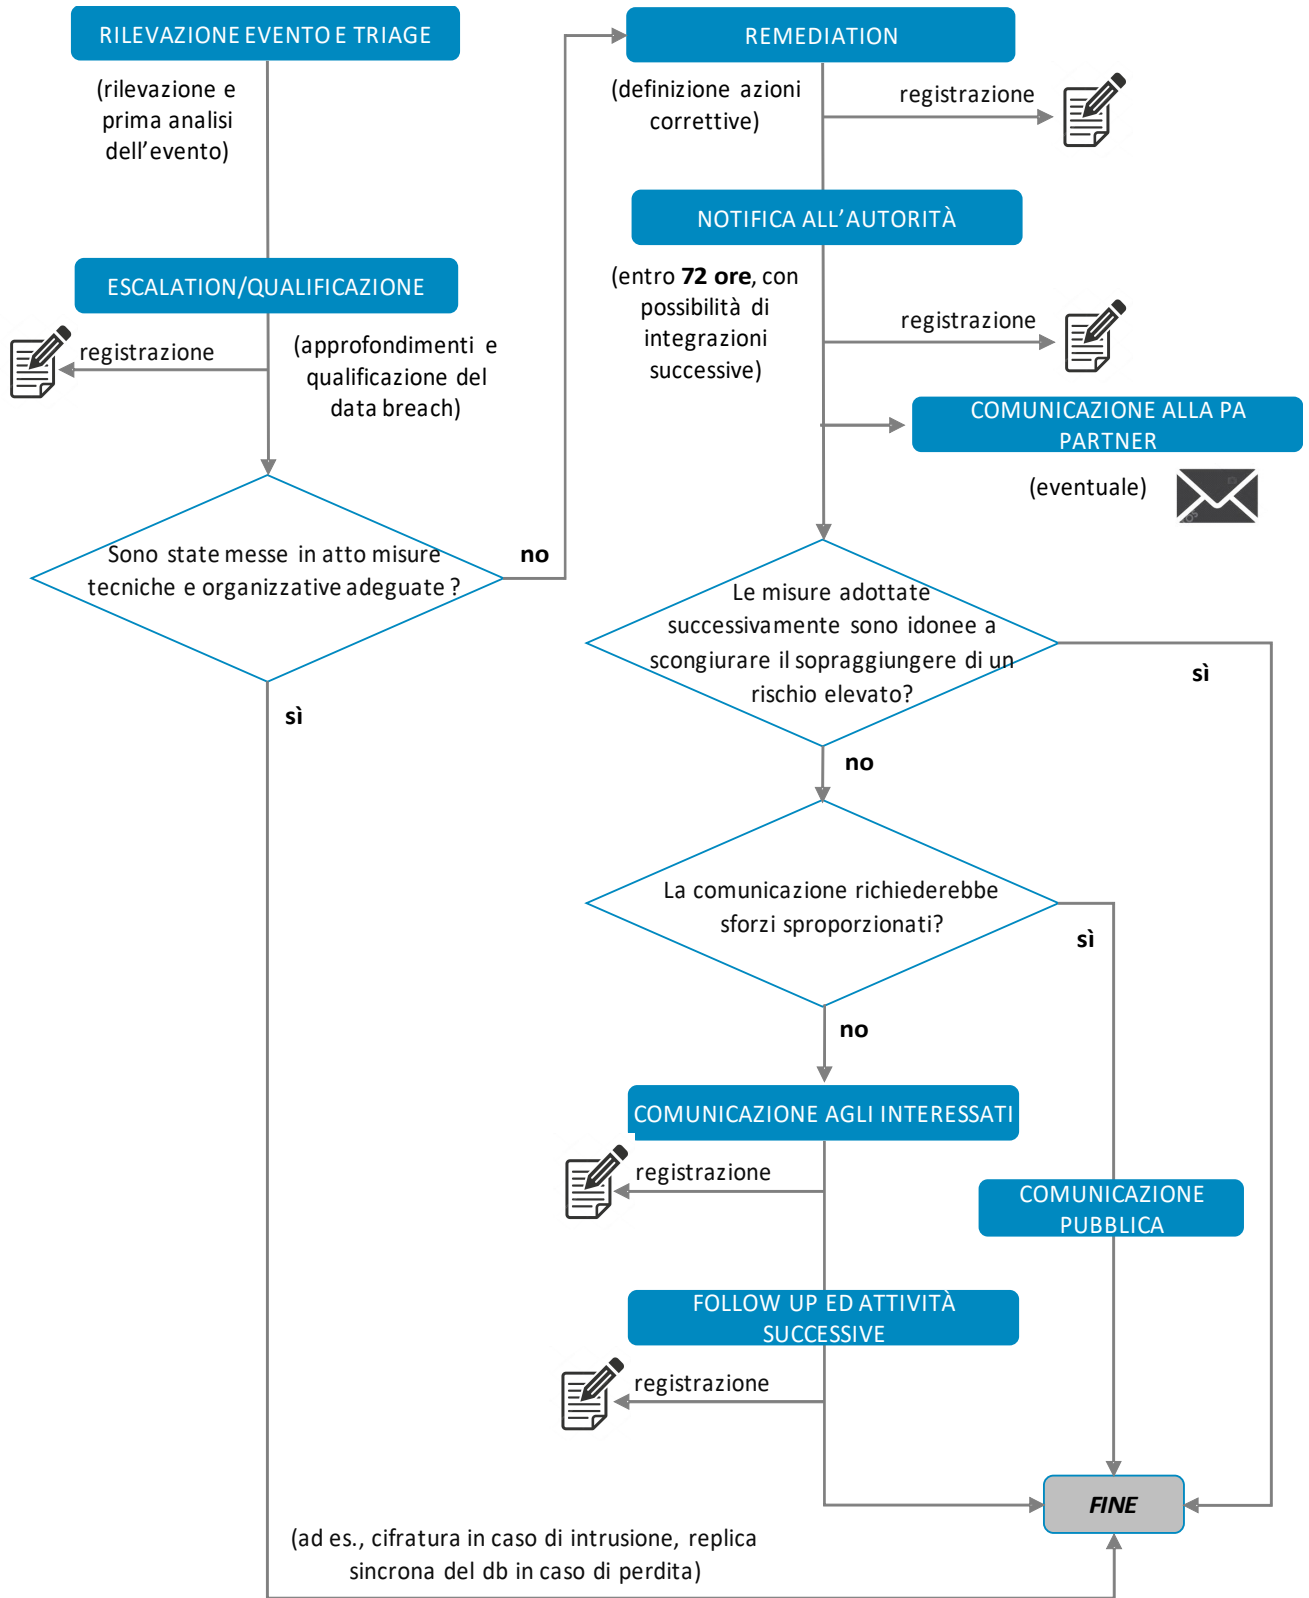 RILEVAZIONE EVENTO E TRIAGE
(rilevazione e
prima analisi
dell'evento)
ESCALATION/QUALIFICAZIONE
registrazione
(approfondimenti e
qualificazione del
data breach)
Sono state messe in atto misure
tecniche e organizzative adeguate ?
no
sì
REMEDIATION
(definizione azioni
correttive)
registrazione
NOTIFICA ALL'AUTORITÀ
(entro 72 ore, con
possibilità di
integrazioni
successive)
registrazione
COMUNICAZIONE ALLA PA
PARTNER
(eventuale)
Le misure adottate
successivamente sono idonee a
scongiurare il sopraggiungere di un
rischio elevato?
sì
no
La comunicazione richiederebbe
sforzi sproporzionati?
sì
no
COMUNICAZIONE AGLI INTERESSATI
registrazione
COMUNICAZIONE
PUBBLICA
FOLLOW UP ED ATTIVITÀ
SUCCESSIVE
registrazione
FINE
(ad es., cifratura in caso di intrusione, replica
sincrona del db in caso di perdita)